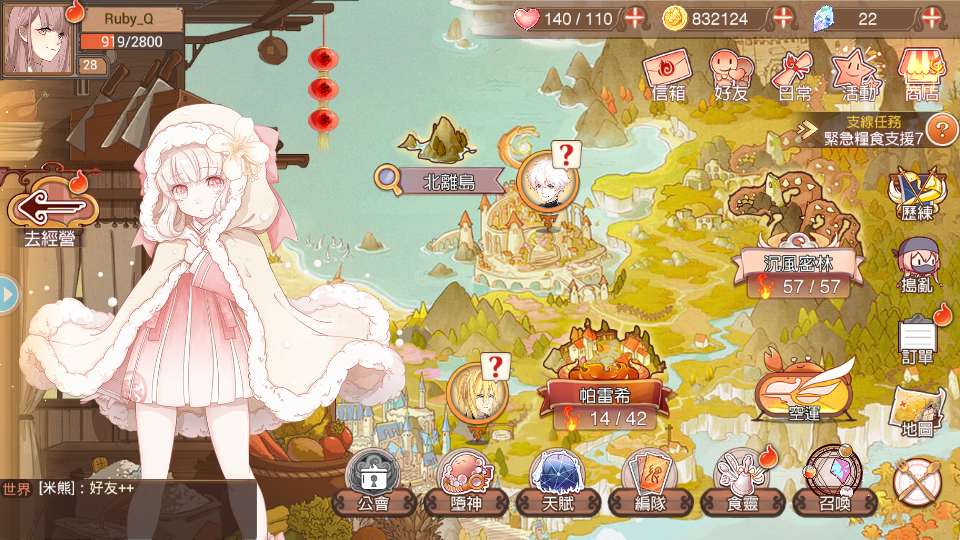 Ruby_Q
919/2800
28
140 / 110
832124
22
信箱
好友
日常
活動
商店
支線任務
緊急糧食支援7
?
去經營
北離島
?
歷練
沉風密林
57 / 57
搗亂
訂單
?
帕雷希
14 / 42
空運
地圖
世界 [米熊] : 好友++
公會
墮神
天賦
編隊
食靈
召喚